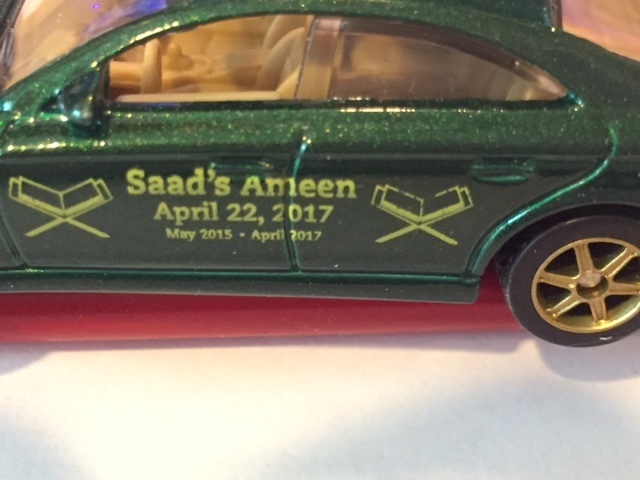 Saad's Ameen
April 22, 2017
May 2015 - April 2017